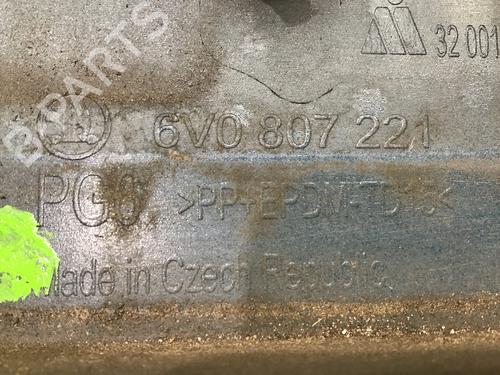 B-PARTS
32 001
6V0 807 221
PG6. >PP+EPDM-TD15<
Made in Czech Republic